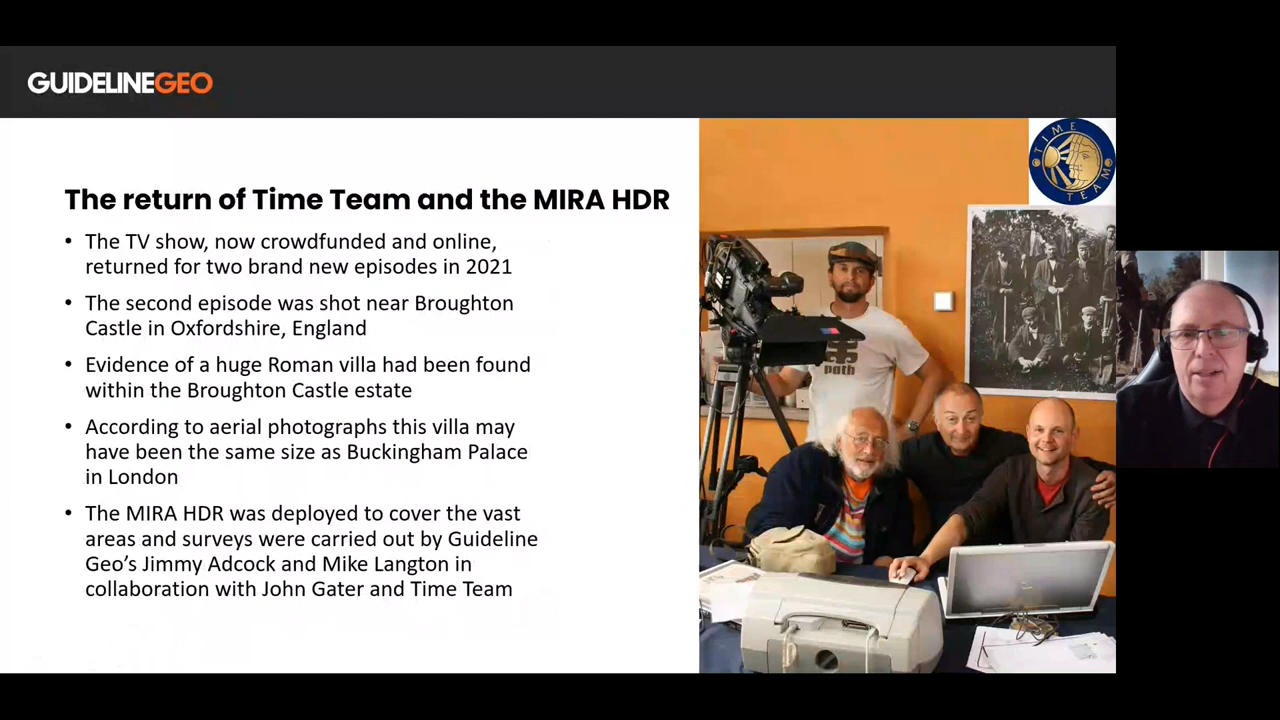 GUIDELINEGEO
TIME TEAM
The return of Time Team and the MIRA HDR
• The TV show, now crowdfunded and online,
returned for two brand new episodes in 2021
• The second episode was shot near Broughton
Castle in Oxfordshire, England
• Evidence of a huge Roman villa had been found
within the Broughton Castle estate
• According to aerial photographs this villa may
have been the same size as Buckingham Palace
in London
• The MIRA HDR was deployed to cover the vast
areas and surveys were carried out by Guideline
Geo’s Jimmy Adcock and Mike Langton in
collaboration with John Gater and Time Team
path